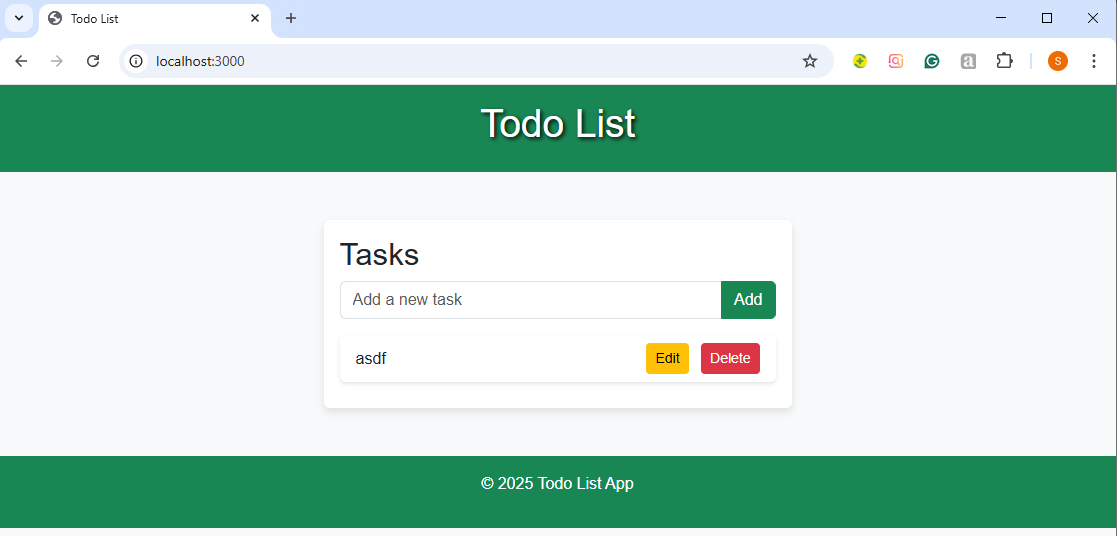 Todo List
localhost:3000
S
Todo List
Tasks
Add a new task Add
asdf Edit Delete
© 2025 Todo List App